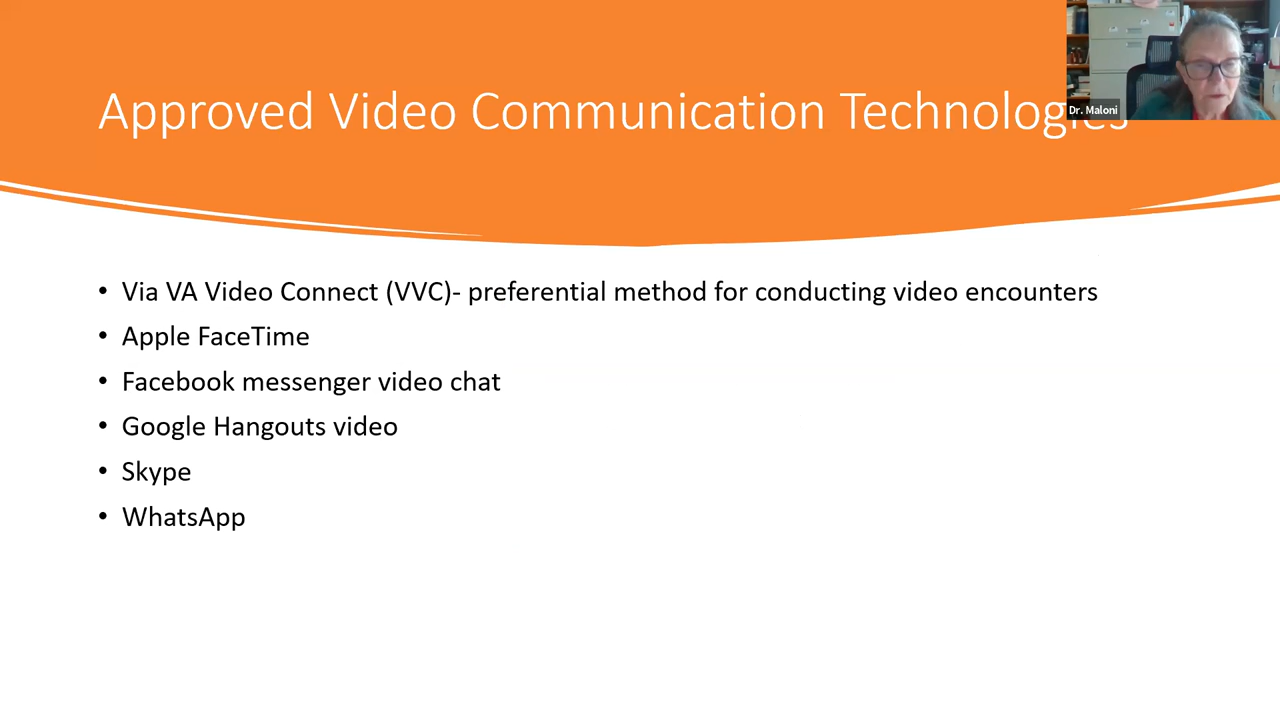 Approved Video Communication Technologies
Dr. Maloni
• Via VA Video Connect (VVC)- preferential method for conducting video encounters
• Apple FaceTime
• Facebook messenger video chat
• Google Hangouts video
• Skype
• WhatsApp